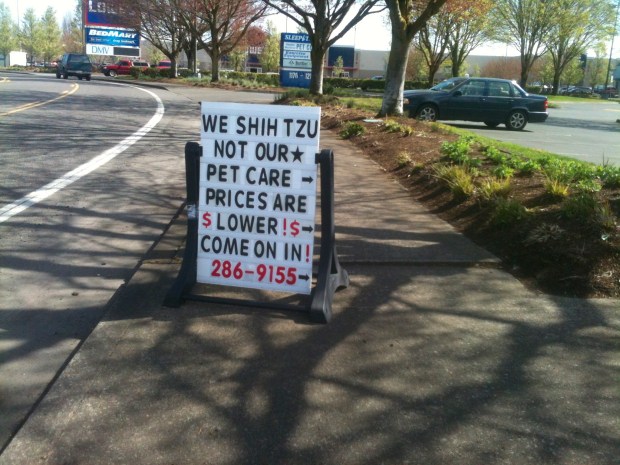 BEDMART
DMV
SLEEP'S
WE SHIH TZU
NOT OUR★
PET CARE→
PRICES ARE
$LOWER!$→
COME ON IN!
286-9155→